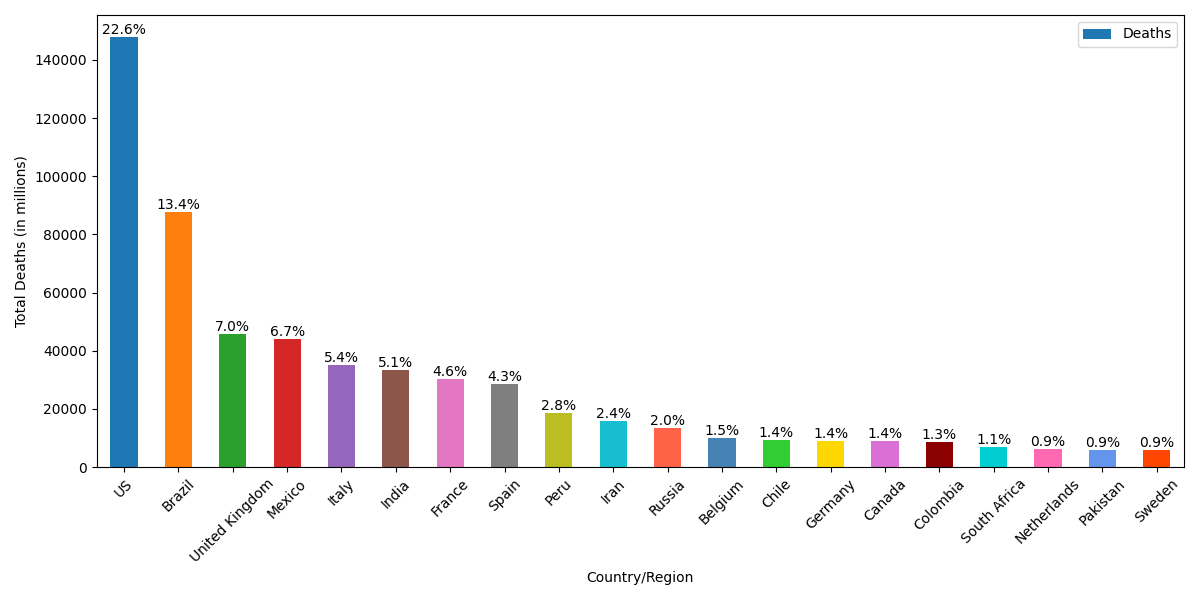 Deaths
Total Deaths (in millions)
140000
120000
100000
80000
60000
40000
20000
0
22.6%
13.4%
7.0%
6.7%
5.4%
5.1%
4.6%
4.3%
2.8%
2.4%
2.0%
1.5%
1.4%
1.4%
1.4%
1.3%
1.1%
0.9%
0.9%
0.9%
US
Brazil
United Kingdom
Mexico
Italy
India
France
Spain
Peru
Iran
Russia
Belgium
Chile
Germany
Canada
Colombia
South Africa
Netherlands
Pakistan
Sweden
Country/Region